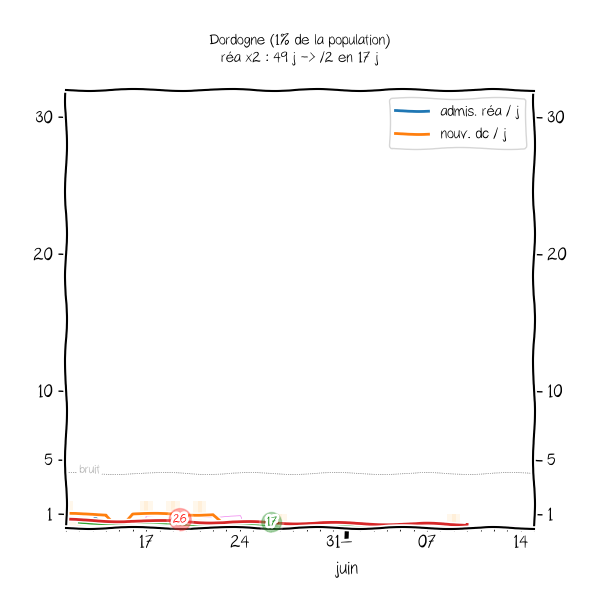 Dordogne (1% de la population)
réa x2 : 49 j -> /2 en 17 j
admis. réa / j
nouv. dc / j
30
30
20
20
10
10
5
5
bruit
1
1
26
17
17
24
31
07
14
juin